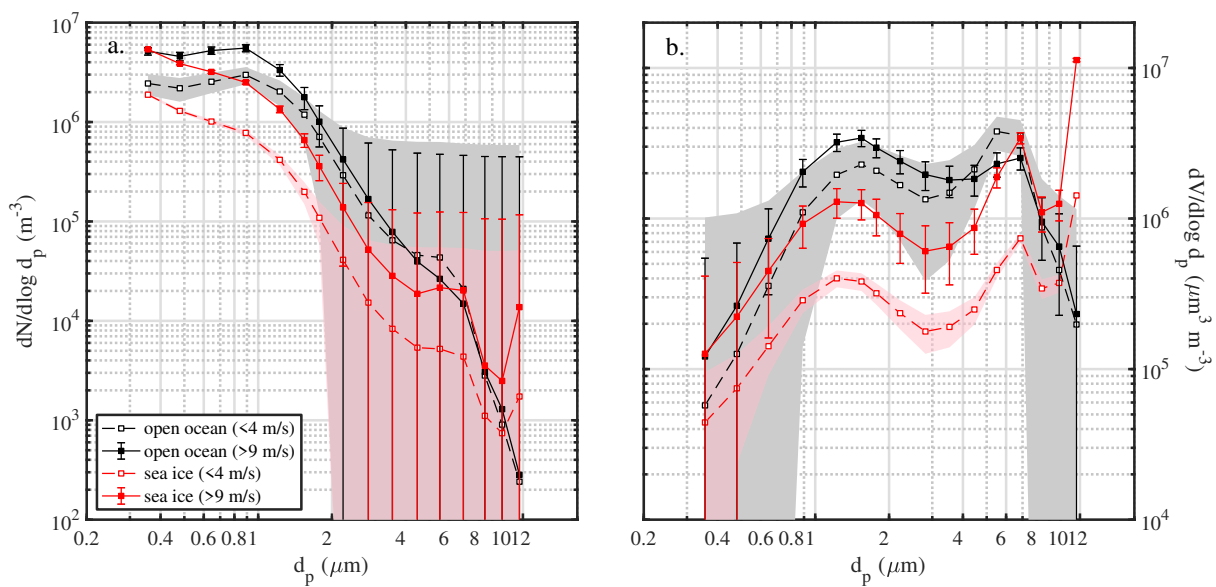 a.
10^7
10^6
10^5
10^4
10^3
10^2
dN/dlog d_p (m^-3)
open ocean (<4 m/s)
open ocean (>9 m/s)
sea ice (<4 m/s)
sea ice (>9 m/s)
0.2 0.4 0.6 0.81 2 4 6 8 1012
d_p (μm)
b.
10^7
10^6
10^5
10^4
dV/dlog d_p (μm^3 m^-3)
0.2 0.4 0.6 0.81 2 4 6 8 1012
d_p (μm)